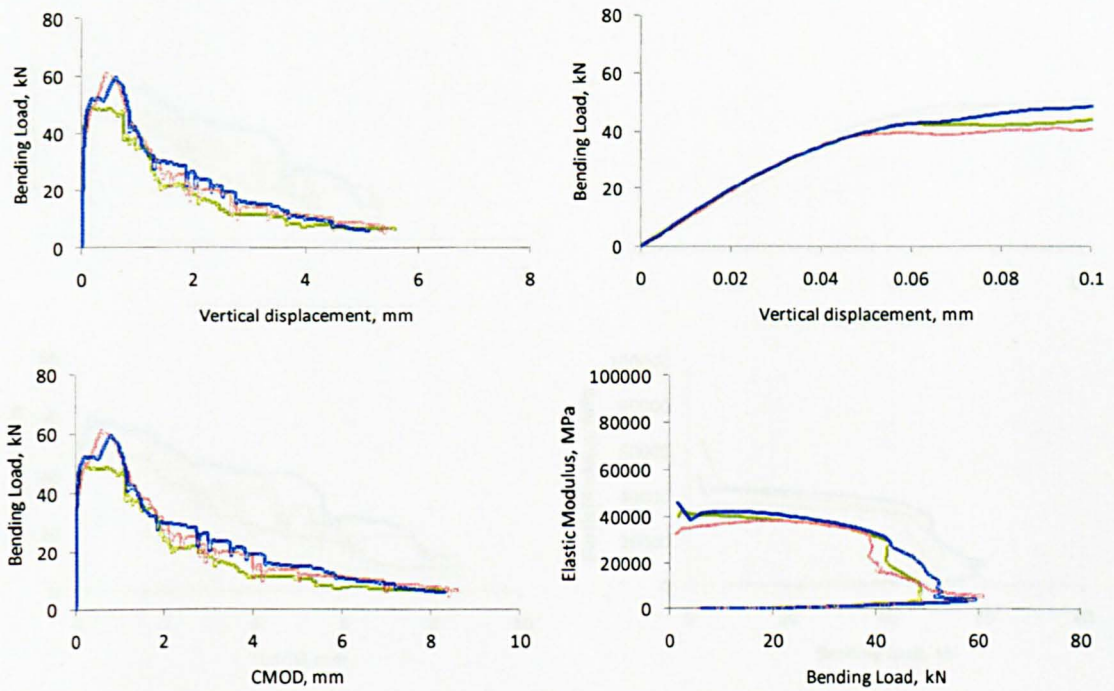 80
60
40
20
0
Bending Load, kN
0 2 4 6 8
Vertical displacement, mm
80
60
40
20
0
Bending Load, kN
0 0.02 0.04 0.06 0.08 0.1
Vertical displacement, mm
80
60
40
20
0
Bending Load, kN
0 2 4 6 8 10
CMOD, mm
100000
80000
60000
40000
20000
0
Elastic Modulus, MPa
0 20 40 60 80
Bending Load, kN